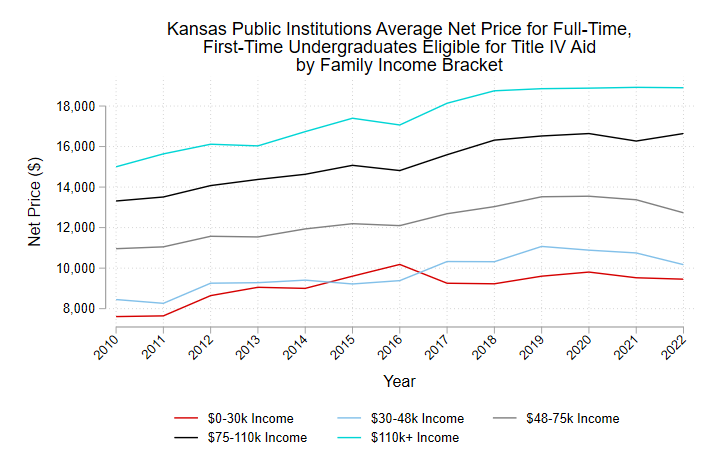 Kansas Public Institutions Average Net Price for Full-Time,
First-Time Undergraduates Eligible for Title IV Aid
by Family Income Bracket
Net Price ($)
18,000
16,000
14,000
12,000
10,000
8,000
2010 2011 2012 2013 2014 2015 2016 2017 2018 2019 2020 2021 2022
Year
$0-30k Income $30-48k Income $48-75k Income
$75-110k Income $110k+ Income